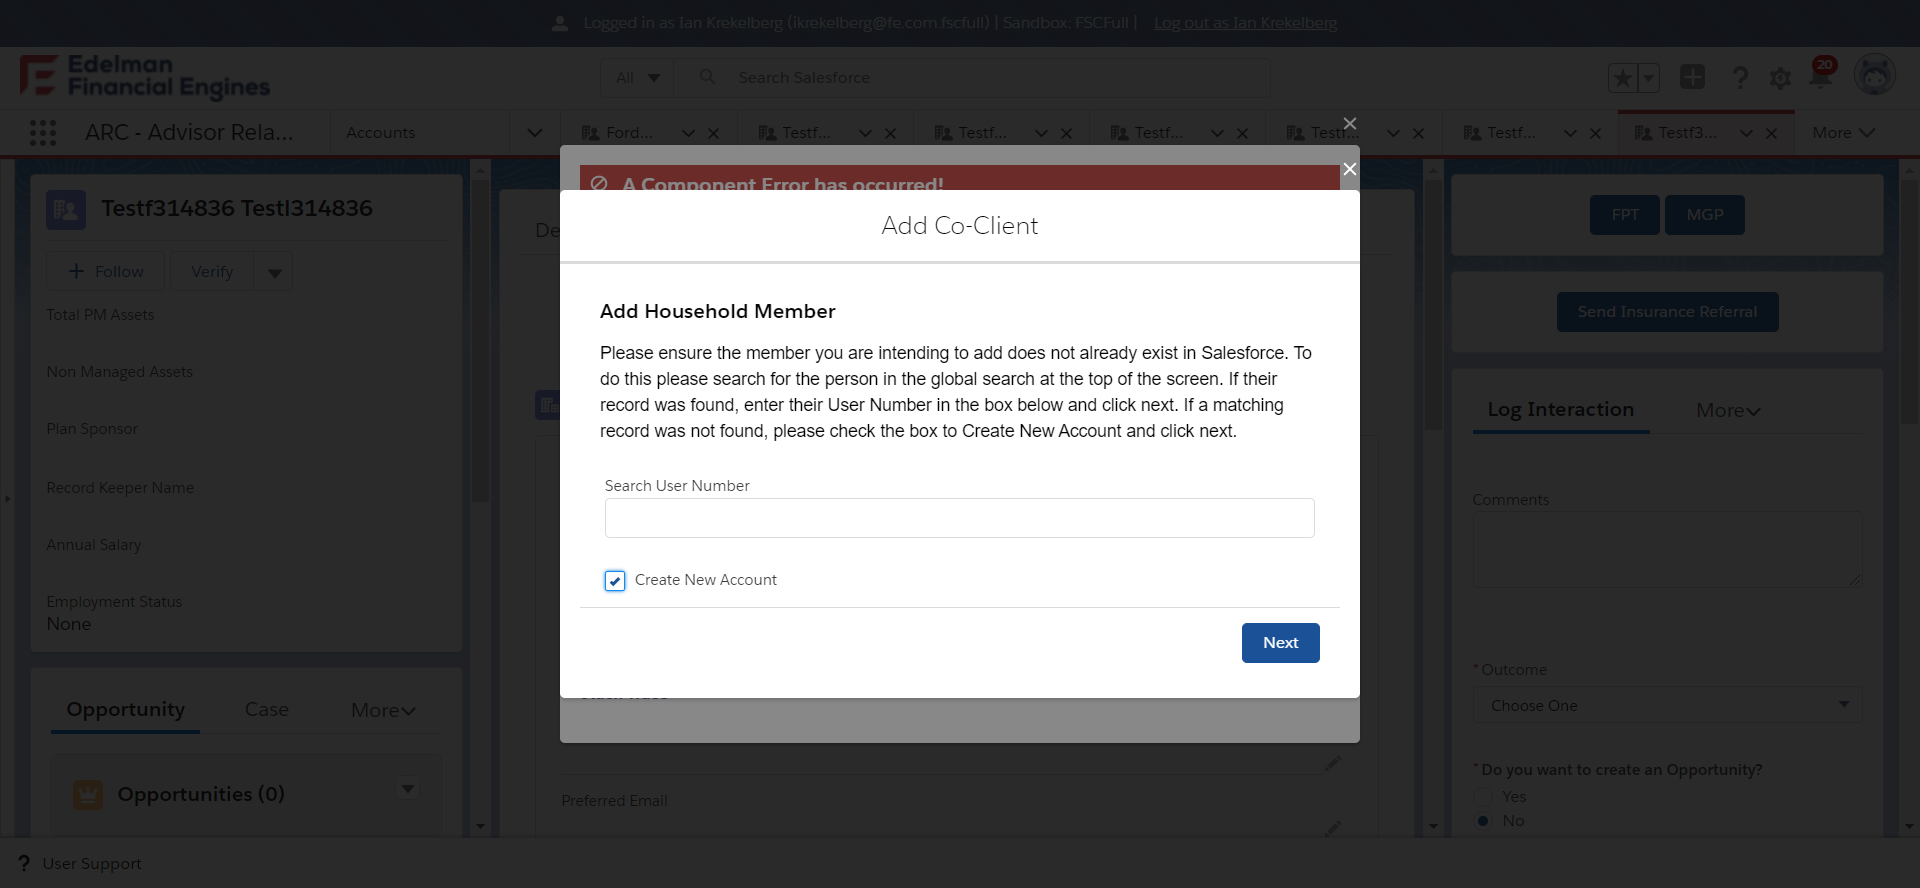 Logged in as Ian Krekelberg (ikrekelberg@fe.com.fscfull) | Sandbox: FSCFull | Log out as Ian Krekelberg
Edelman
Financial Engines
All
Search Salesforce
20
ARC - Advisor Rela...
Accounts
Ford...
Testf...
Testf...
Testf...
Testf...
Testf...
Testf3...
More
A Component Error has occurred!
Testf314836 Testl314836
Follow
Verify
Total PM Assets
Non Managed Assets
Plan Sponsor
Record Keeper Name
Annual Salary
Employment Status
None
Opportunity
Case
More
Opportunities (0)
De
Add Co-Client
Add Household Member
Please ensure the member you are intending to add does not already exist in Salesforce. To
do this please search for the person in the global search at the top of the screen. If their
record was found, enter their User Number in the box below and click next. If a matching
record was not found, please check the box to Create New Account and click next.
Search User Number
Create New Account
Next
Preferred Email
FPT
MGP
Send Insurance Referral
Log Interaction
More
Comments
*Outcome
Choose One
*Do you want to create an Opportunity?
Yes
No
? User Support